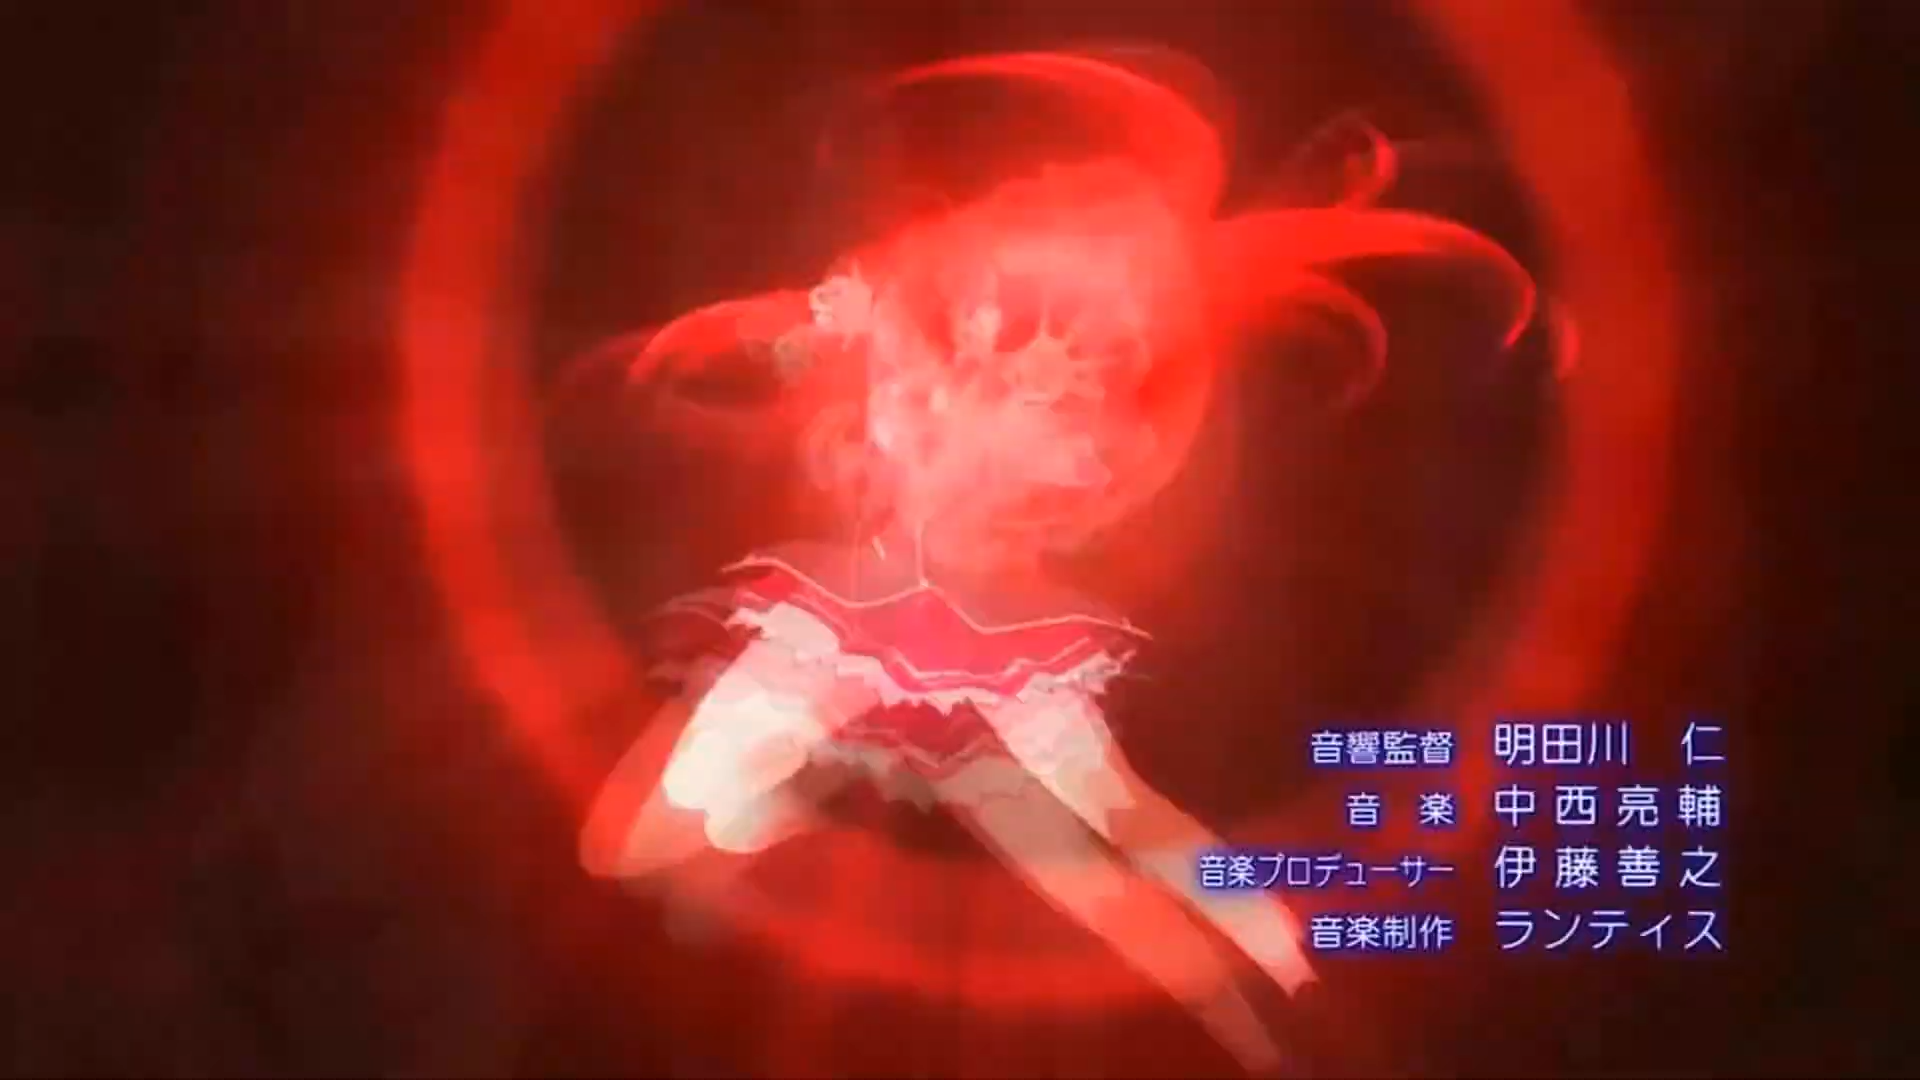 音響監督 明田川 仁
音 楽 中西亮輔
音楽プロデューサー 伊藤善之
音楽制作 ランティス